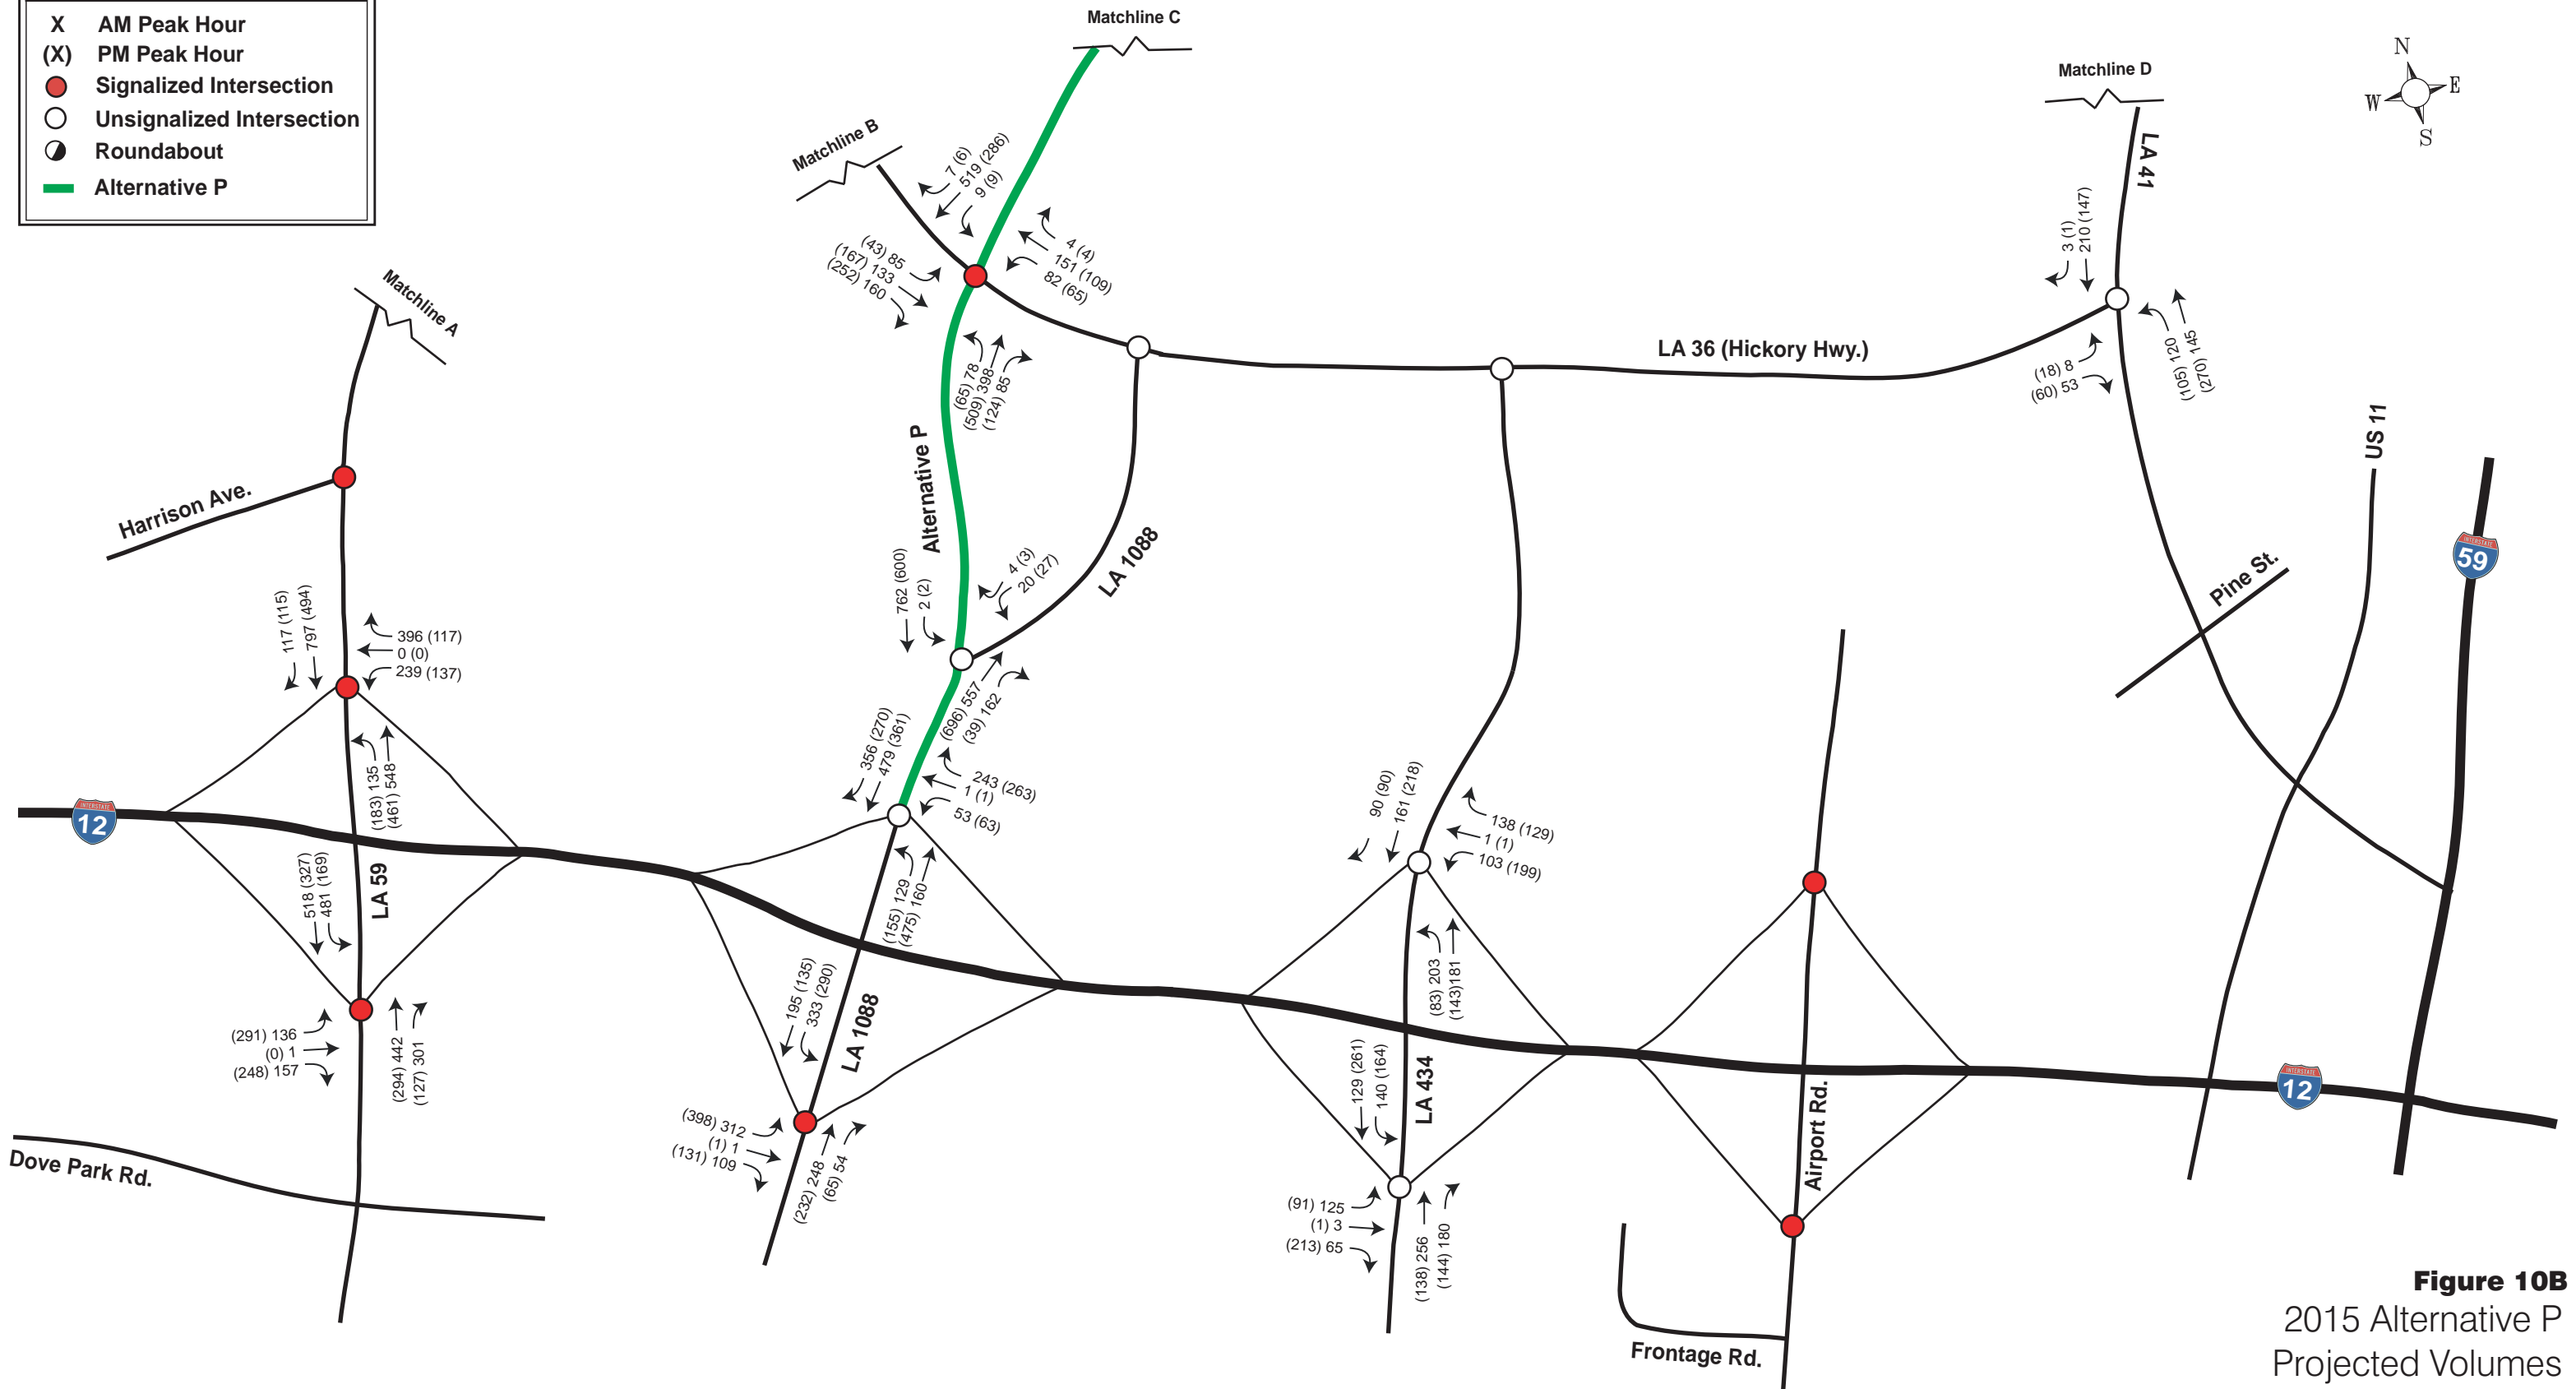 X AM Peak Hour
(X) PM Peak Hour
Signalized Intersection
Unsignalized Intersection
Roundabout
Alternative P
Matchline C
Matchline D
N
W
E
S
Matchline B
7 (6)
519 (286)
9 (9)
LA 41
3 (1)
210 (147)
4 (4)
151 (109)
82 (65)
(43) 85
(167) 133
(252) 160
Matchline A
LA 36 (Hickory Hwy.)
(18) 8
(60) 53
(105) 120
(270) 145
(65) 78
(509) 398
(124) 85
US 11
Harrison Ave.
Alternative P
LA 1088
INTERSTATE
59
Pine St.
762 (600)
2 (2)
4 (3)
20 (27)
117 (115)
797 (494)
396 (117)
0 (0)
239 (137)
(696) 557
(39) 162
356 (270)
479 (361)
243 (263)
1 (1)
53 (63)
(183) 135
(461) 548
INTERSTATE
12
90 (90)
161 (218)
138 (129)
1 (1)
103 (199)
518 (327)
481 (169)
LA 59
(155) 129
(475) 160
(83) 203
(143)181
195 (135)
333 (290)
LA 1088
(291) 136
(0) 1
(248) 157
(294) 442
(127) 301
129 (261)
140 (164)
LA 434
Airport Rd.
INTERSTATE
12
(398) 312
(1) 1
(131) 109
(232) 248
(65) 54
Dove Park Rd.
(91) 125
(1) 3
(213) 65
(138) 256
(144) 180
Frontage Rd.
Figure 10B
2015 Alternative P
Projected Volumes